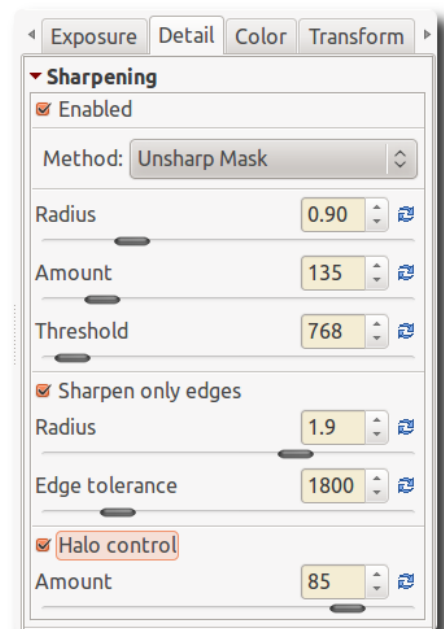 Exposure Detail Color Transform
Sharpening
Enabled
Method: Unsharp Mask
Radius 0.90
Amount 135
Threshold 768
Sharpen only edges
Radius 1.9
Edge tolerance 1800
Halo control
Amount 85